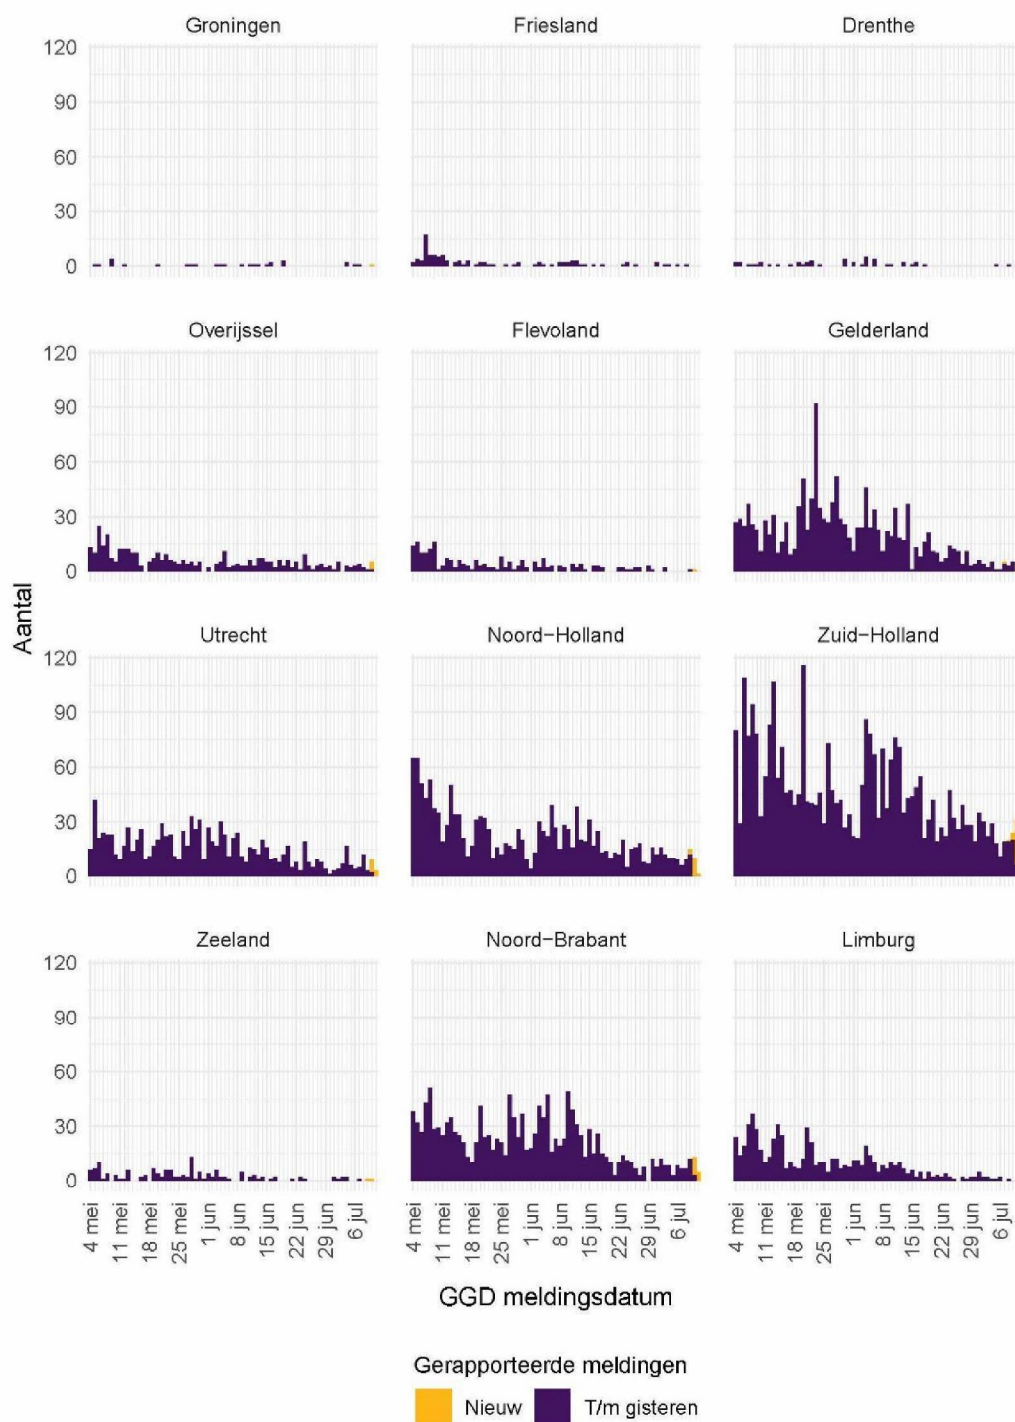 Groningen Friesland Drenthe
120
90
60
30
0
Overijssel Flevoland Gelderland
120
90
60
30
0
Aantal
Utrecht Noord-Holland Zuid-Holland
120
90
60
30
0
Zeeland Noord-Brabant Limburg
120
90
60
30
0
4 mei 11 mei 18 mei 25 mei 1 jun 8 jun 15 jun 22 jun 29 jun 6 jul 4 mei 11 mei 18 mei 25 mei 1 jun 8 jun 15 jun 22 jun 29 jun 6 jul 4 mei 11 mei 18 mei 25 mei 1 jun 8 jun 15 jun 22 jun 29 jun 6 jul
GGD meldingsdatum
Gerapporteerde meldingen
Nieuw T/m gisteren